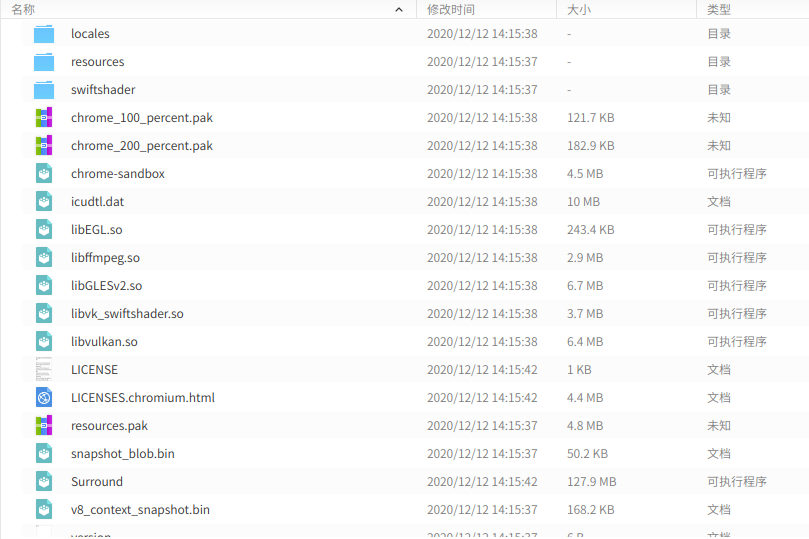 名称 修改时间 大小 类型
locales 2020/12/12 14:15:38 - 目录
resources 2020/12/12 14:15:37 - 目录
swiftshader 2020/12/12 14:15:37 - 目录
chrome_100_percent.pak 2020/12/12 14:15:38 121.7 KB 未知
chrome_200_percent.pak 2020/12/12 14:15:38 182.9 KB 未知
chrome-sandbox 2020/12/12 14:15:38 4.5 MB 可执行程序
icudtl.dat 2020/12/12 14:15:38 10 MB 文档
libEGL.so 2020/12/12 14:15:38 243.4 KB 可执行程序
libffmpeg.so 2020/12/12 14:15:38 2.9 MB 可执行程序
libGLESv2.so 2020/12/12 14:15:38 6.7 MB 可执行程序
libvk_swiftshader.so 2020/12/12 14:15:38 3.7 MB 可执行程序
libvulkan.so 2020/12/12 14:15:38 6.4 MB 可执行程序
LICENSE 2020/12/12 14:15:42 1 KB 文档
LICENSES.chromium.html 2020/12/12 14:15:42 4.4 MB 文档
resources.pak 2020/12/12 14:15:37 4.8 MB 未知
snapshot_blob.bin 2020/12/12 14:15:37 50.2 KB 文档
Surround 2020/12/12 14:15:42 127.9 MB 可执行程序
v8_context_snapshot.bin 2020/12/12 14:15:37 168.2 KB 文档
version 2020/12/12 14:15:37 6 B 文档